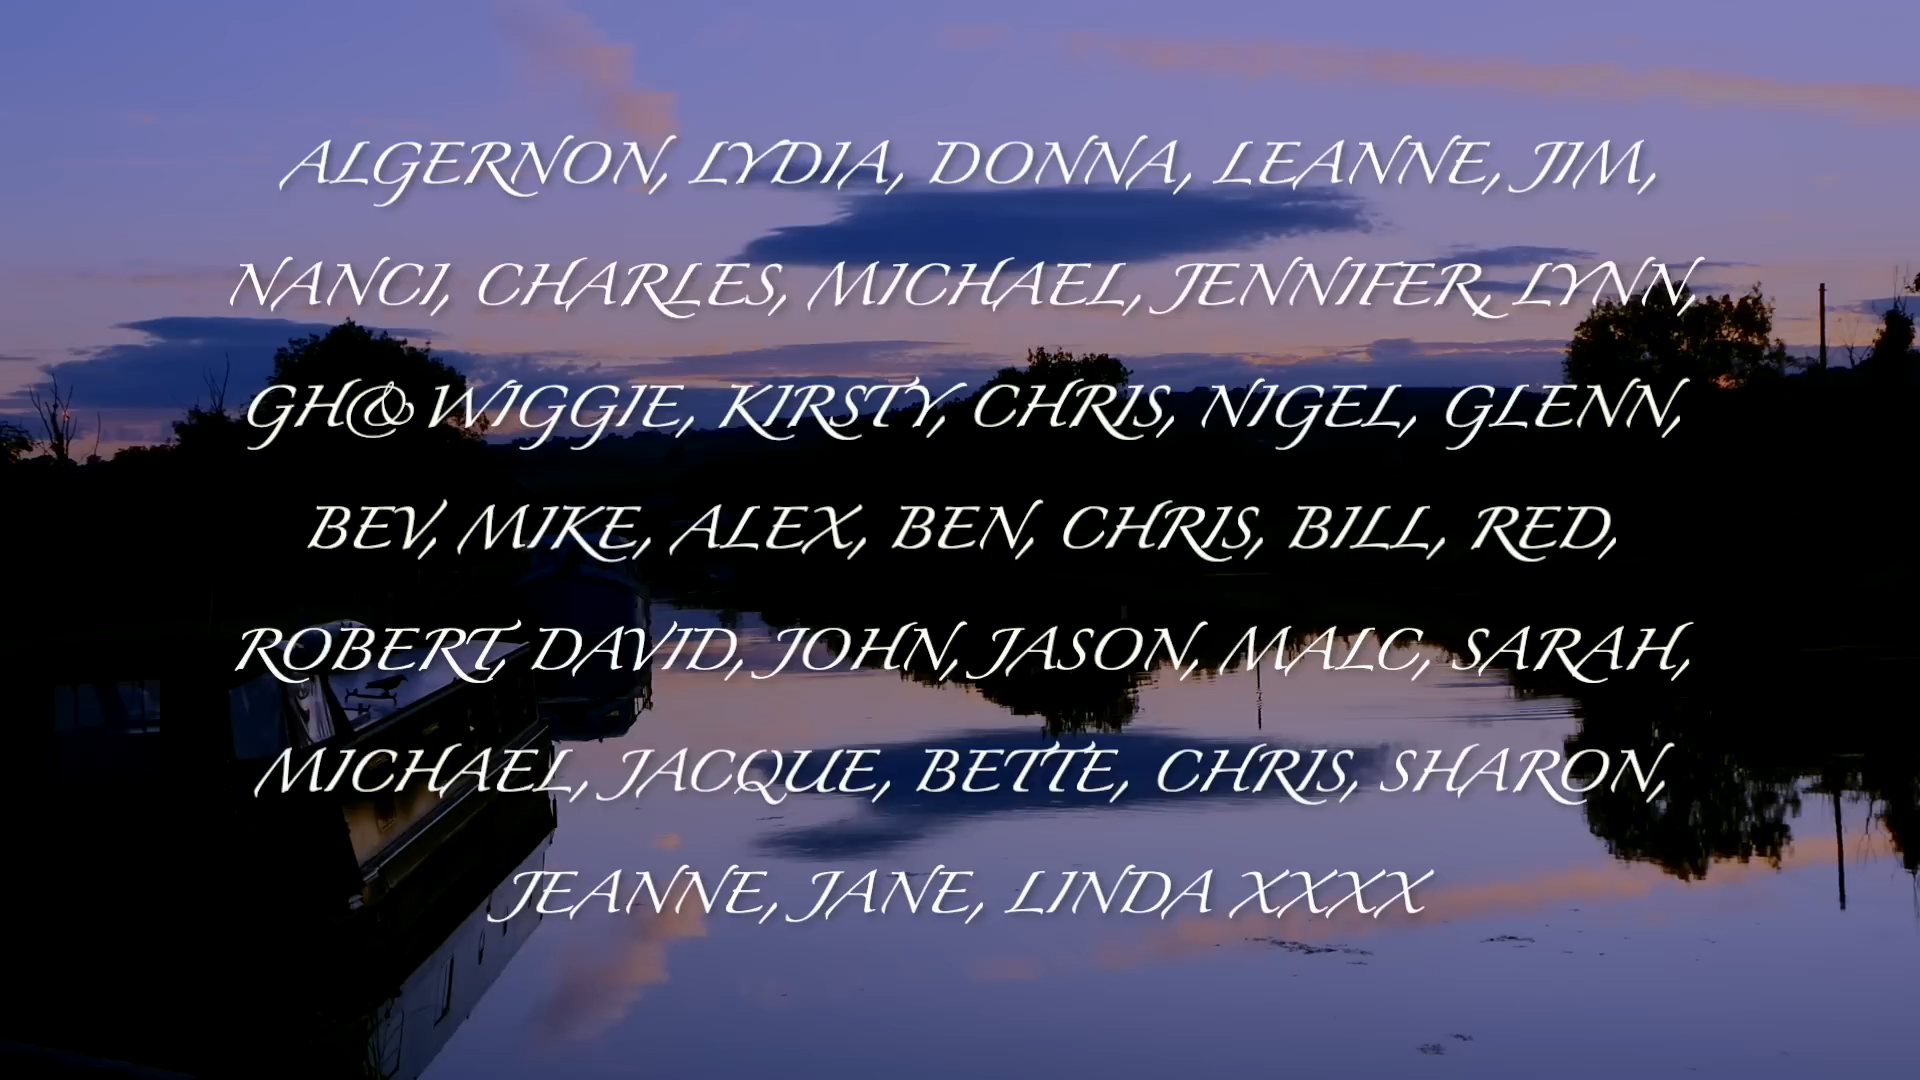 ALGERNON, LYDIA, DONNA, LEANNE, JIM,
NANCI, CHARLES, MICHAEL, JENNIFER, LYNN,
GH& WIGGIE, KIRSTY, CHRIS, NIGEL, GLENN,
BEV, MIKE, ALEX, BEN, CHRIS, BILL, RED,
ROBERT, DAVID, JOHN, JASON, MALC, SARAH,
MICHAEL, JACQUE, BETTE, CHRIS, SHARON,
JEANNE, JANE, LINDA XXXX